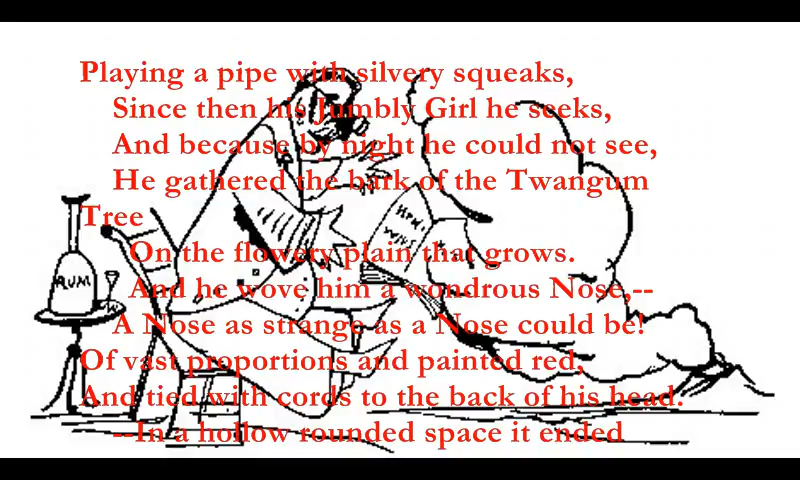 Playing a pipe with silvery squeaks,
Since then his Jumbly Girl he seeks,
And because by night he could not see,
He gathered the bark of the Twangum
Tree
On the flowery plain that grows.
And he wove him a wondrous Nose,--
A Nose as strange as a Nose could be!
Of vast proportions and painted red,
And tied with cords to the back of his head.
--In a hollow rounded space it ended
RUM